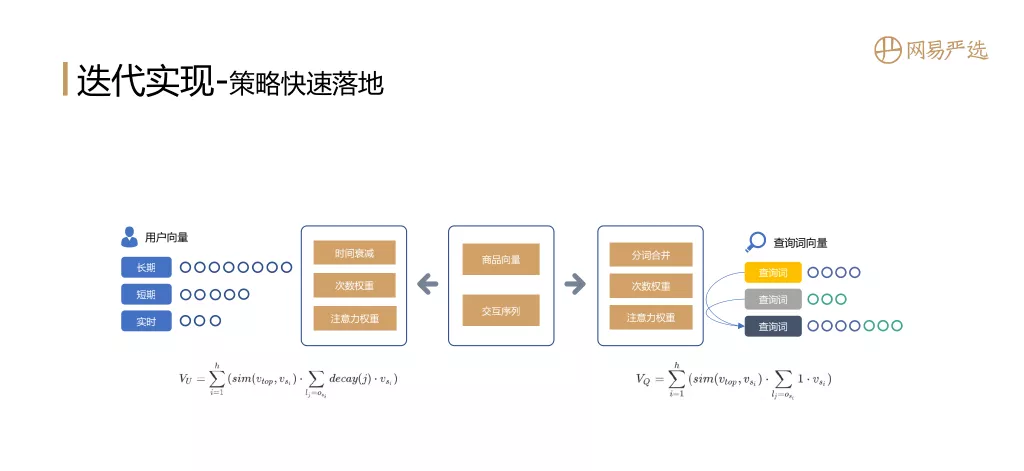 网易严选
迭代实现-策略快速落地
用户向量
长期
短期
实时
时间衰减
次数权重
注意力权重
商品向量
交互序列
分词合并
次数权重
注意力权重
查询词向量
查询词
查询词
查询词
V_U = \sum_{i=1}^{h} (sim(v_{top}, v_{s_i}) \cdot \sum_{l_j=o_{s_i}} decay(j) \cdot v_{s_i})
V_Q = \sum_{i=1}^{h} (sim(v_{top}, v_{s_i}) \cdot \sum_{l_j=o_{s_i}} 1 \cdot v_{s_i})